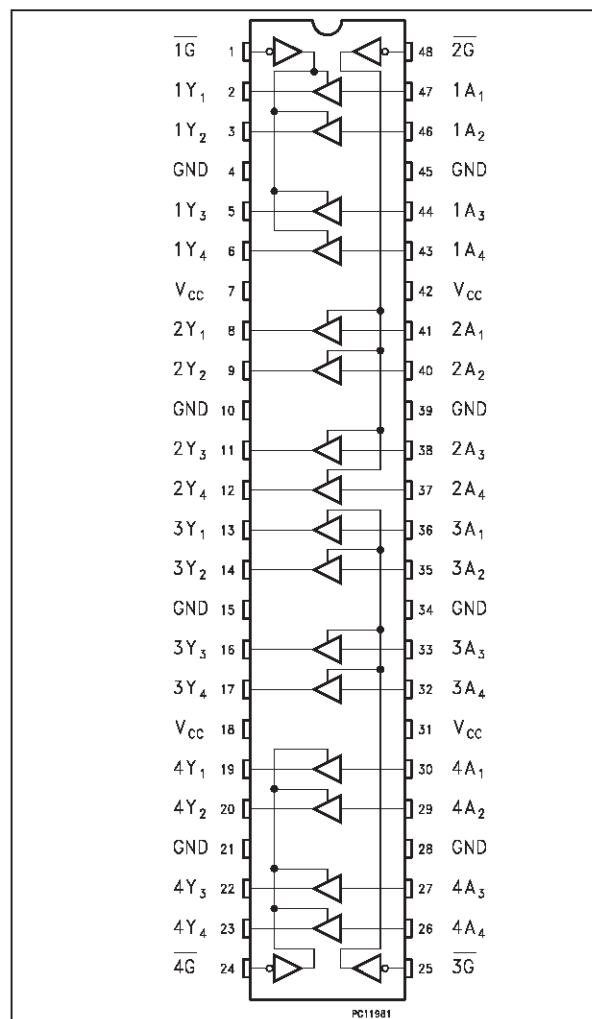 1G 1 48 2G
1Y₁ 2 47 1A₁
1Y₂ 3 46 1A₂
GND 4 45 GND
1Y₃ 5 44 1A₃
1Y₄ 6 43 1A₄
V_CC 7 42 V_CC
2Y₁ 8 41 2A₁
2Y₂ 9 40 2A₂
GND 10 39 GND
2Y₃ 11 38 2A₃
2Y₄ 12 37 2A₄
3Y₁ 13 36 3A₁
3Y₂ 14 35 3A₂
GND 15 34 GND
3Y₃ 16 33 3A₃
3Y₄ 17 32 3A₄
V_CC 18 31 V_CC
4Y₁ 19 30 4A₁
4Y₂ 20 29 4A₂
GND 21 28 GND
4Y₃ 22 27 4A₃
4Y₄ 23 26 4A₄
4G 24 25 3G
PC11981